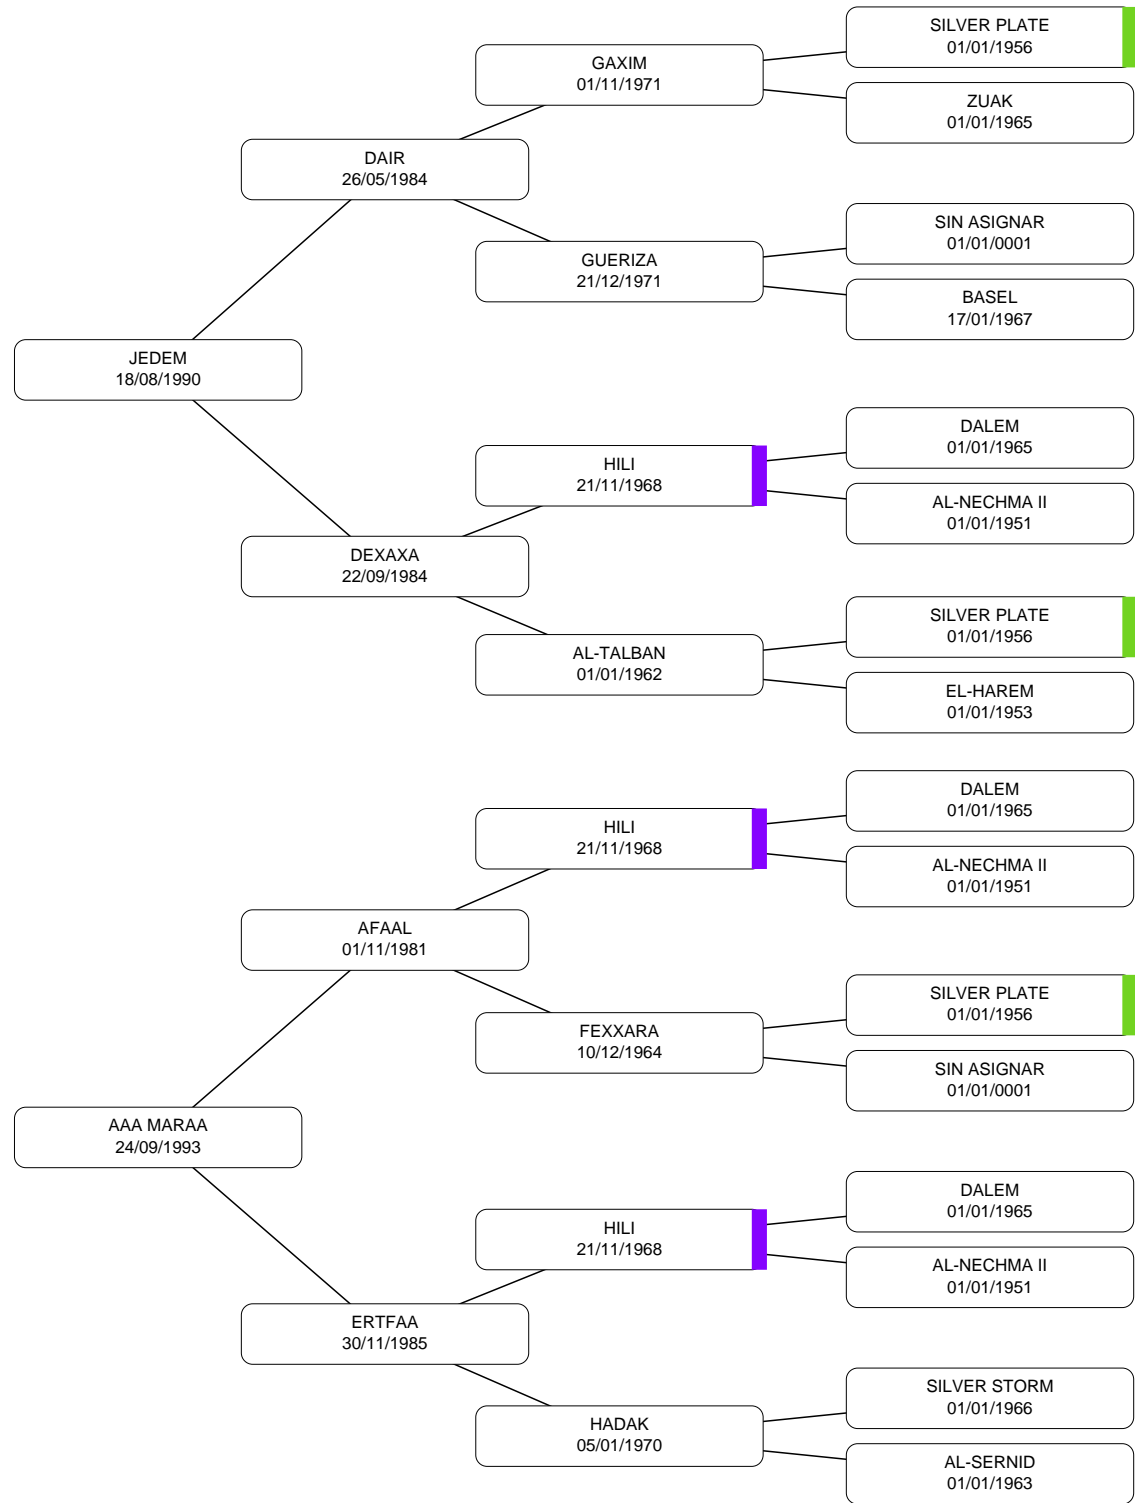 SILVER PLATE
01/01/1956
GAXIM
01/11/1971
ZUAK
01/01/1965
DAIR
26/05/1984
SIN ASIGNAR
01/01/0001
GUERIZA
21/12/1971
BASEL
17/01/1967
JEDEM
18/08/1990
DALEM
01/01/1965
HILI
21/11/1968
AL-NECHMA II
01/01/1951
DEXAXA
22/09/1984
SILVER PLATE
01/01/1956
AL-TALBAN
01/01/1962
EL-HAREM
01/01/1953
DALEM
01/01/1965
HILI
21/11/1968
AL-NECHMA II
01/01/1951
AFAAL
01/11/1981
SILVER PLATE
01/01/1956
FEXXARA
10/12/1964
SIN ASIGNAR
01/01/0001
AAA MARAA
24/09/1993
DALEM
01/01/1965
HILI
21/11/1968
AL-NECHMA II
01/01/1951
ERTFAA
30/11/1985
SILVER STORM
01/01/1966
HADAK
05/01/1970
AL-SERNID
01/01/1963